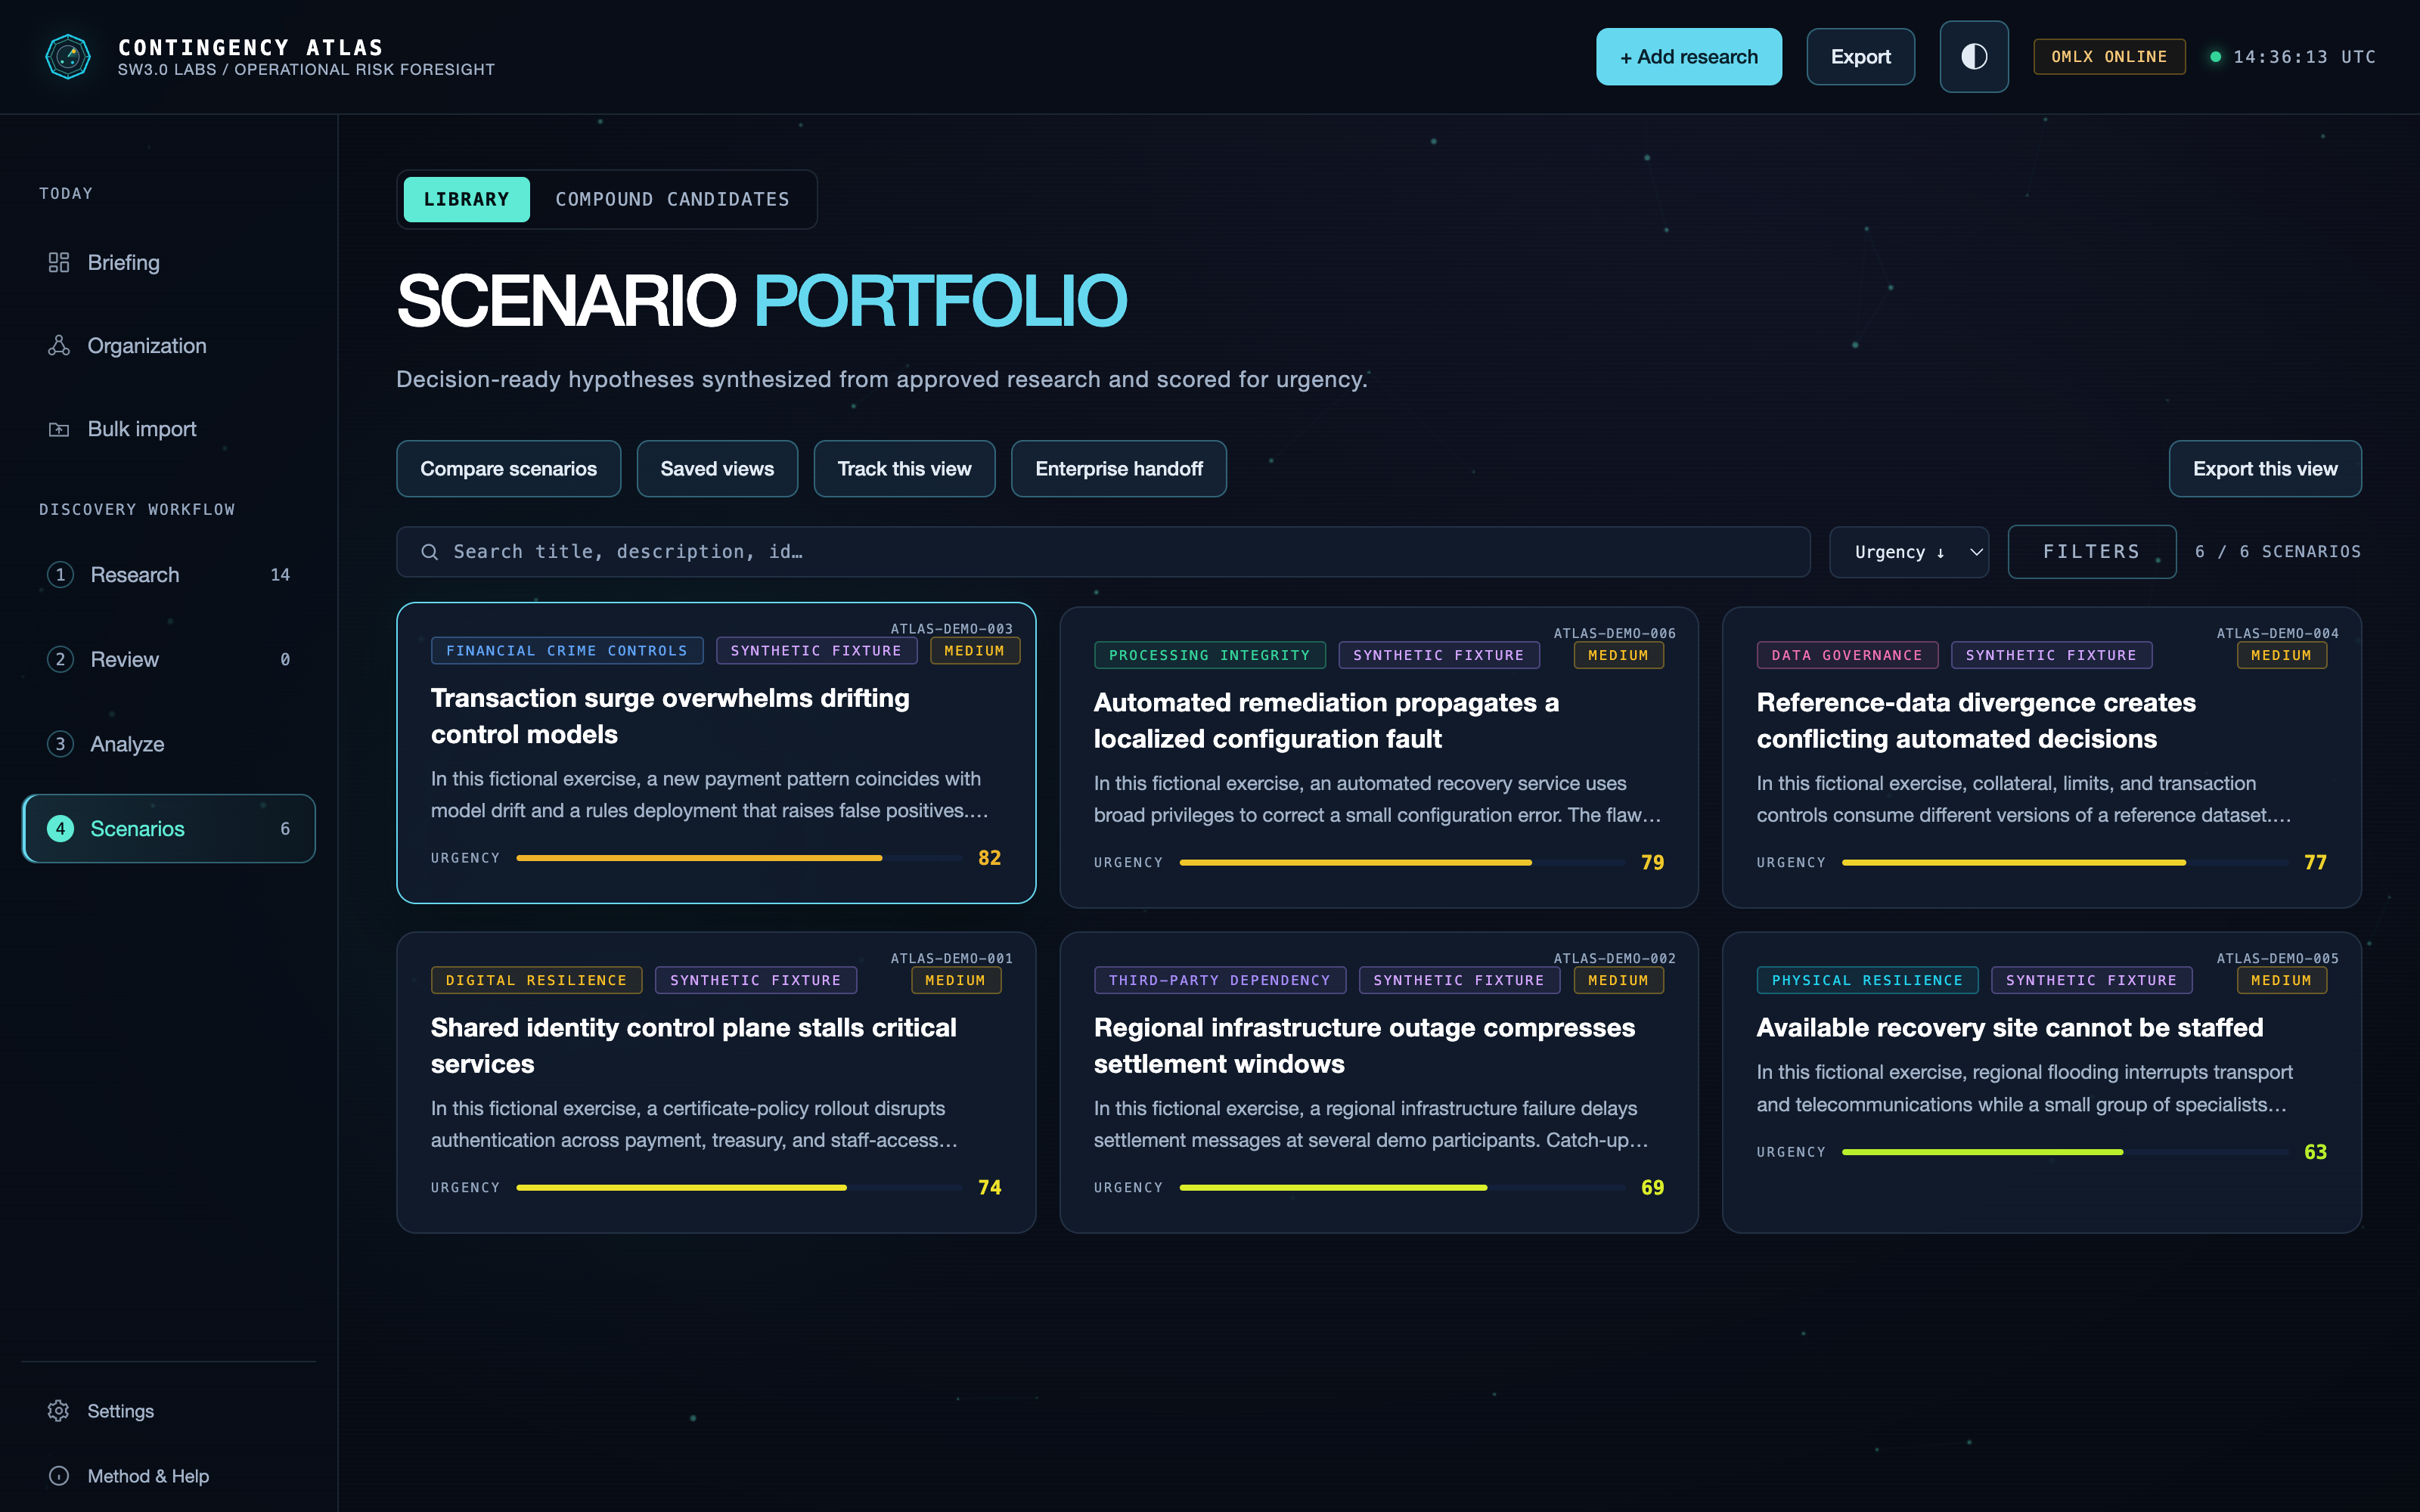 CONTINGENCY ATLAS
SW3.0 LABS / OPERATIONAL RISK FORESIGHT
+ Add research
Export
OMLX ONLINE
14:36:13 UTC
TODAY
Briefing
Organization
Bulk import
DISCOVERY WORKFLOW
1 Research 14
2 Review 0
3 Analyze
4 Scenarios 6
Settings
Method & Help
LIBRARY
COMPOUND CANDIDATES
SCENARIO PORTFOLIO
Decision-ready hypotheses synthesized from approved research and scored for urgency.
Compare scenarios
Saved views
Track this view
Enterprise handoff
Export this view
Search title, description, id…
Urgency ↓
FILTERS
6 / 6 SCENARIOS
ATLAS-DEMO-003
FINANCIAL CRIME CONTROLS
SYNTHETIC FIXTURE
MEDIUM
Transaction surge overwhelms drifting
control models
In this fictional exercise, a new payment pattern coincides with
model drift and a rules deployment that raises false positives.…
URGENCY 82
ATLAS-DEMO-006
PROCESSING INTEGRITY
SYNTHETIC FIXTURE
MEDIUM
Automated remediation propagates a
localized configuration fault
In this fictional exercise, an automated recovery service uses
broad privileges to correct a small configuration error. The flaw…
URGENCY 79
ATLAS-DEMO-004
DATA GOVERNANCE
SYNTHETIC FIXTURE
MEDIUM
Reference-data divergence creates
conflicting automated decisions
In this fictional exercise, collateral, limits, and transaction
controls consume different versions of a reference dataset.…
URGENCY 77
ATLAS-DEMO-001
DIGITAL RESILIENCE
SYNTHETIC FIXTURE
MEDIUM
Shared identity control plane stalls critical
services
In this fictional exercise, a certificate-policy rollout disrupts
authentication across payment, treasury, and staff-access…
URGENCY 74
ATLAS-DEMO-002
THIRD-PARTY DEPENDENCY
SYNTHETIC FIXTURE
MEDIUM
Regional infrastructure outage compresses
settlement windows
In this fictional exercise, a regional infrastructure failure delays
settlement messages at several demo participants. Catch-up…
URGENCY 69
ATLAS-DEMO-005
PHYSICAL RESILIENCE
SYNTHETIC FIXTURE
MEDIUM
Available recovery site cannot be staffed
In this fictional exercise, regional flooding interrupts transport
and telecommunications while a small group of specialists…
URGENCY 63